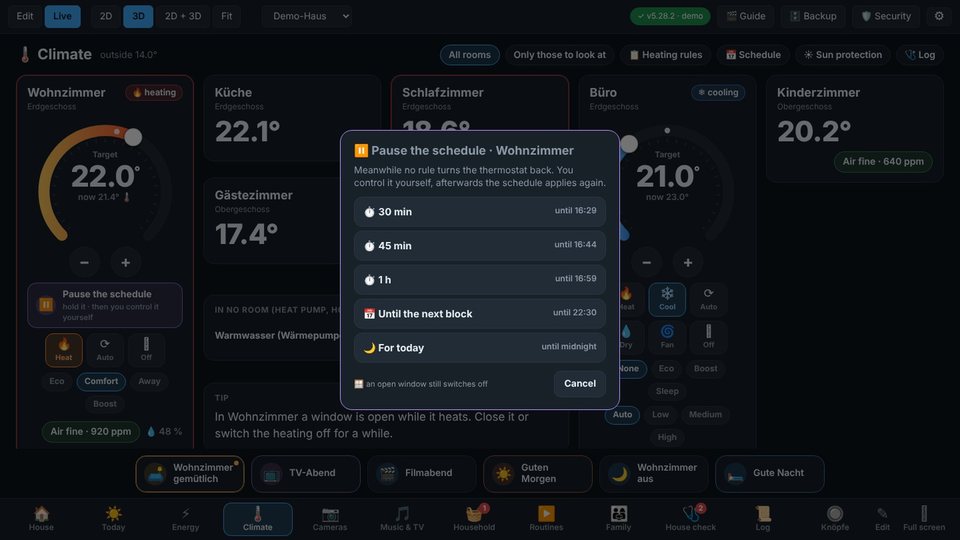 Edit
Live
2D
3D
2D + 3D
Fit
Demo-Haus
✓ v5.28.2 · demo
Guide
Backup
Security
Climate
outside 14.0°
All rooms
Only those to look at
Heating rules
Schedule
Sun protection
Log
Wohnzimmer
heating
Erdgeschoss
Target
22.0°
now 21.4°
−
+
Pause the schedule
hold it · then you control it
yourself
Heat
Auto
Off
Eco
Comfort
Away
Boost
Air fine · 920 ppm
48 %
Küche
Erdgeschoss
22.1°
Gästezimmer
Obergeschoss
17.4°
Schlafzimmer
Erdgeschoss
18.6°
IN NO ROOM (HEAT PUMP,
Warmwasser
TIP
In Wohnzimmer a window is open while it heats. Close it or
switch the heating off for a while.
Pause the schedule · Wohnzimmer
Meanwhile no rule turns the thermostat back. You
control it yourself, afterwards the schedule applies again.
30 min
until 16:29
45 min
until 16:44
1 h
until 16:59
Until the next block
until 22:30
For today
until midnight
an open window still switches off
Cancel
Büro
cooling
Erdgeschoss
Target
21.0°
now 23.0°
−
+
Heat
Cool
Auto
Dry
Fan
Off
None
Eco
Boost
Sleep
Auto
Low
Medium
High
Kinderzimmer
Obergeschoss
20.2°
Air fine · 640 ppm
Wohnzimmer
gemütlich
TV-Abend
Filmabend
Guten
Morgen
Wohnzimmer
aus
Gute Nacht
House
Today
Energy
Climate
Cameras
Music & TV
1
Household
Routines
Family
2
House check
Log
Knöpfe
Edit
Full screen